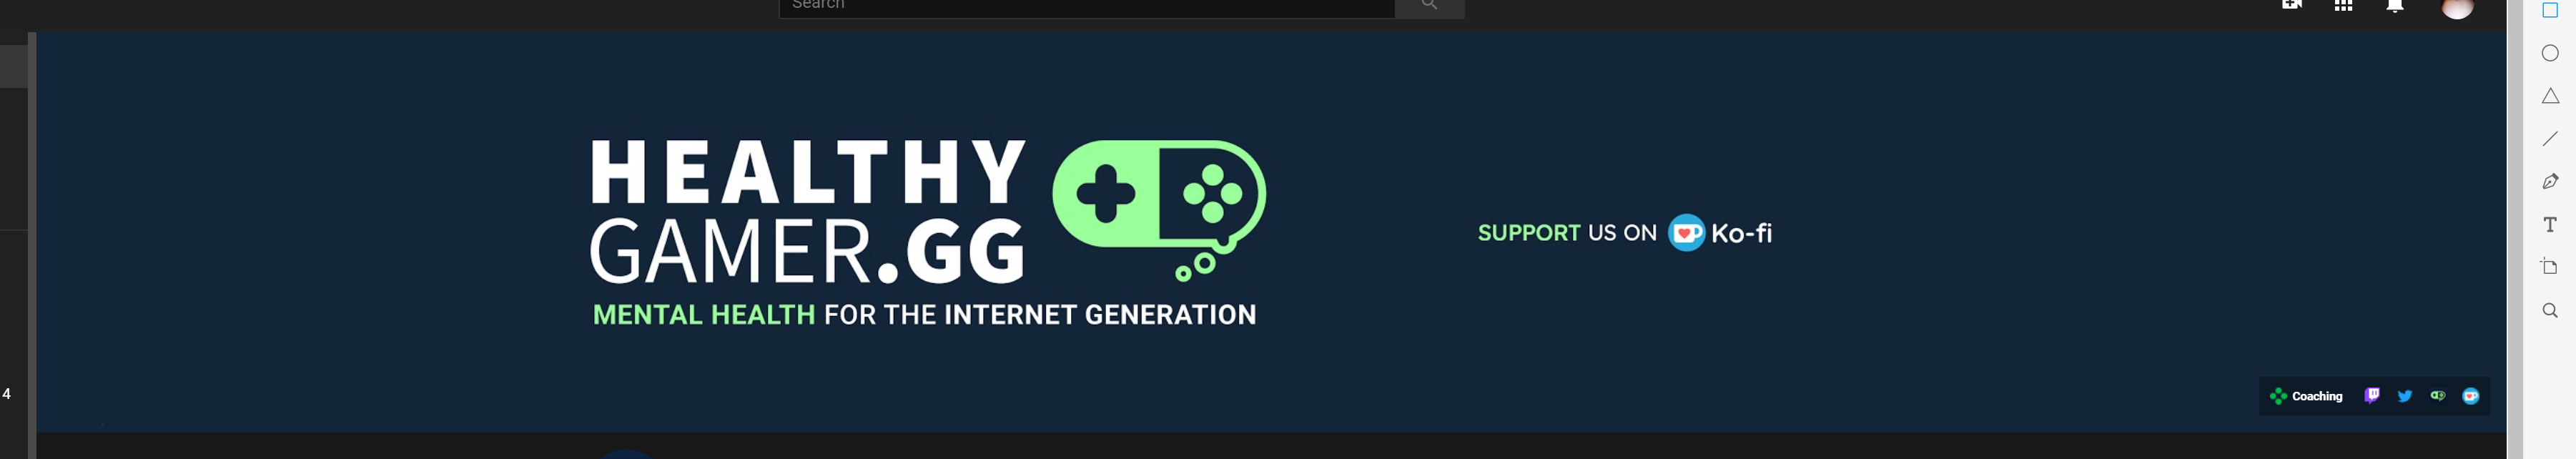 Search
HEALTHY
GAMER.GG
MENTAL HEALTH FOR THE INTERNET GENERATION
SUPPORT US ON Ko-fi
4
Coaching